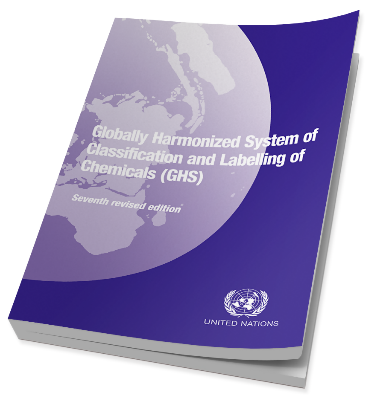 Globally Harmonized System of
Classification and Labelling of
Chemicals (GHS)
Seventh revised edition
UNITED NATIONS